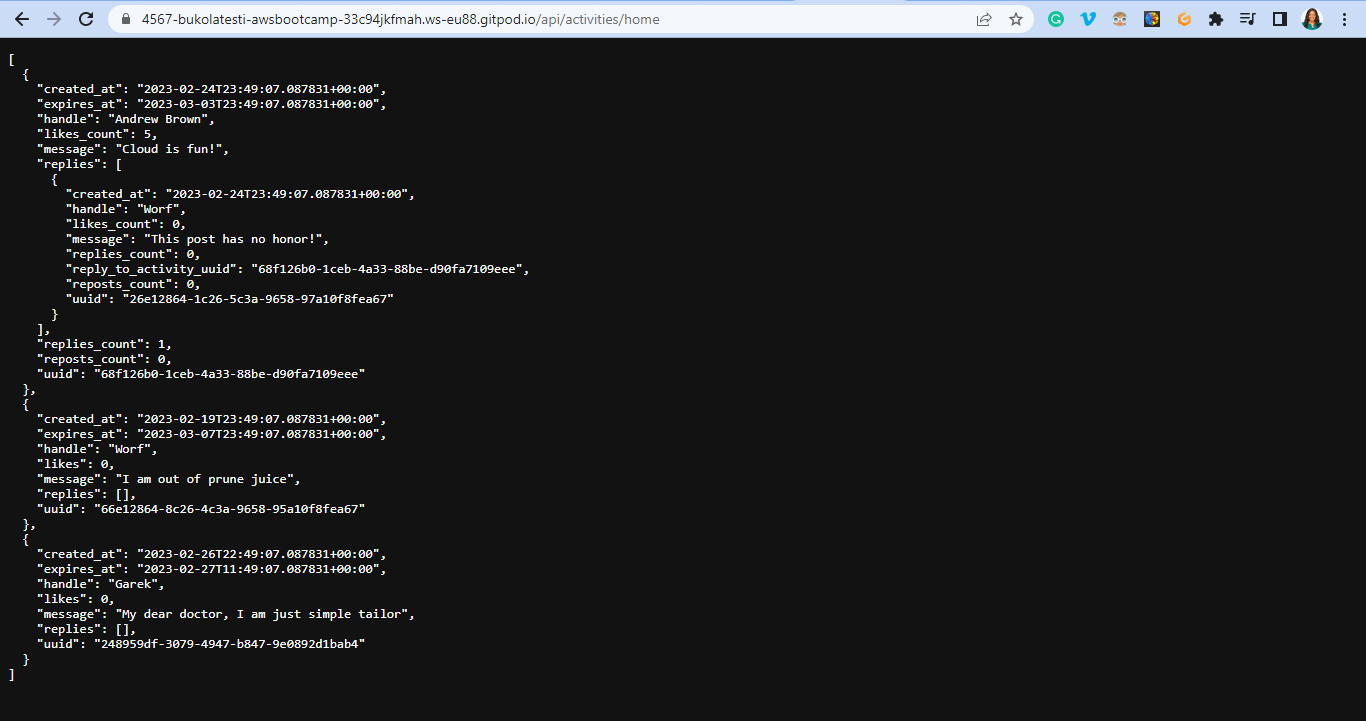 4567-bukolatesti-awsbootcamp-33c94jkfmah.ws-eu88.gitpod.io/api/activities/home
[
  {
    "created_at": "2023-02-24T23:49:07.087831+00:00",
    "expires_at": "2023-03-03T23:49:07.087831+00:00",
    "handle": "Andrew Brown",
    "likes_count": 5,
    "message": "Cloud is fun!",
    "replies": [
      {
        "created_at": "2023-02-24T23:49:07.087831+00:00",
        "handle": "Worf",
        "likes_count": 0,
        "message": "This post has no honor!",
        "replies_count": 0,
        "reply_to_activity_uuid": "68f126b0-1ceb-4a33-88be-d90fa7109eee",
        "reposts_count": 0,
        "uuid": "26e12864-1c26-5c3a-9658-97a10f8fea67"
      }
    ],
    "replies_count": 1,
    "reposts_count": 0,
    "uuid": "68f126b0-1ceb-4a33-88be-d90fa7109eee"
  },
  {
    "created_at": "2023-02-19T23:49:07.087831+00:00",
    "expires_at": "2023-03-07T23:49:07.087831+00:00",
    "handle": "Worf",
    "likes": 0,
    "message": "I am out of prune juice",
    "replies": [],
    "uuid": "66e12864-8c26-4c3a-9658-95a10f8fea67"
  },
  {
    "created_at": "2023-02-26T22:49:07.087831+00:00",
    "expires_at": "2023-02-27T11:49:07.087831+00:00",
    "handle": "Garek",
    "likes": 0,
    "message": "My dear doctor, I am just simple tailor",
    "replies": [],
    "uuid": "248959df-3079-4947-b847-9e0892d1bab4"
  }
]